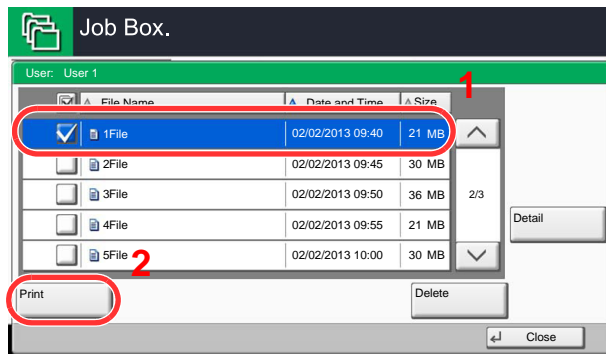 Job Box.
User: User 1
1
File Name Date and Time Size
1File 02/02/2013 09:40 21 MB
2File 02/02/2013 09:45 30 MB
3File 02/02/2013 09:50 36 MB 2/3
4File 02/02/2013 09:55 21 MB Detail
5File 02/02/2013 10:00 30 MB
2
Print Delete
Close